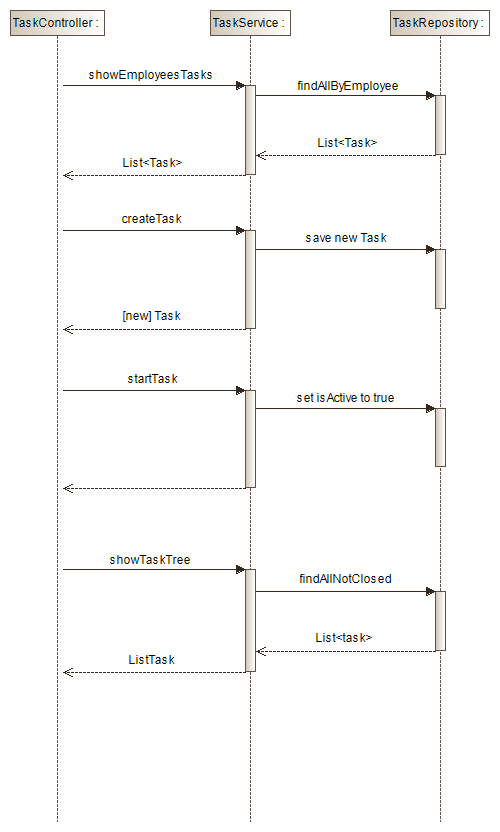 TaskController :
TaskService :
TaskRepository :
showEmployeesTasks
findAllByEmployee
List<Task>
List<Task>
createTask
save new Task
[new] Task
startTask
set isActive to true
showTaskTree
findAllNotClosed
List<task>
ListTask